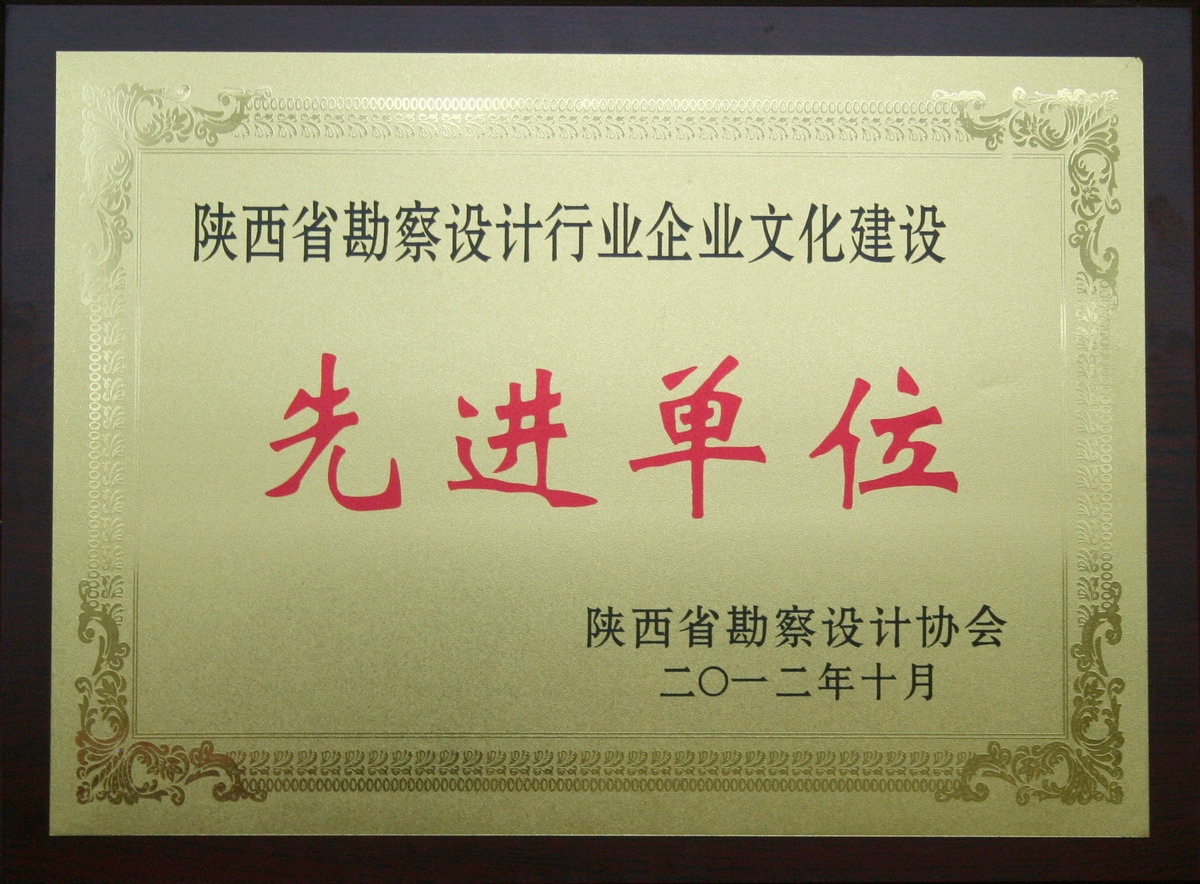 陕西省勘察设计行业企业文化建设
先进单位
陕西省勘察设计协会
二〇一二年十月